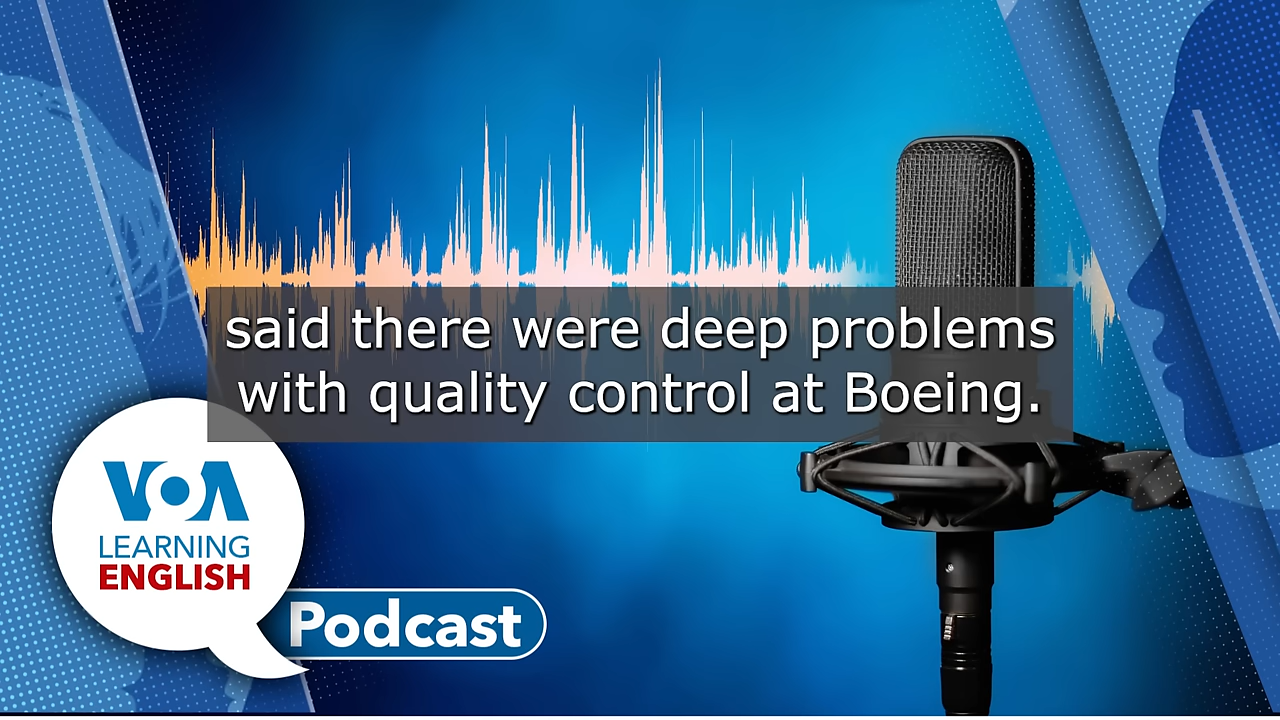 said there were deep problems
with quality control at Boeing.
VOA
LEARNING
ENGLISH
Podcast